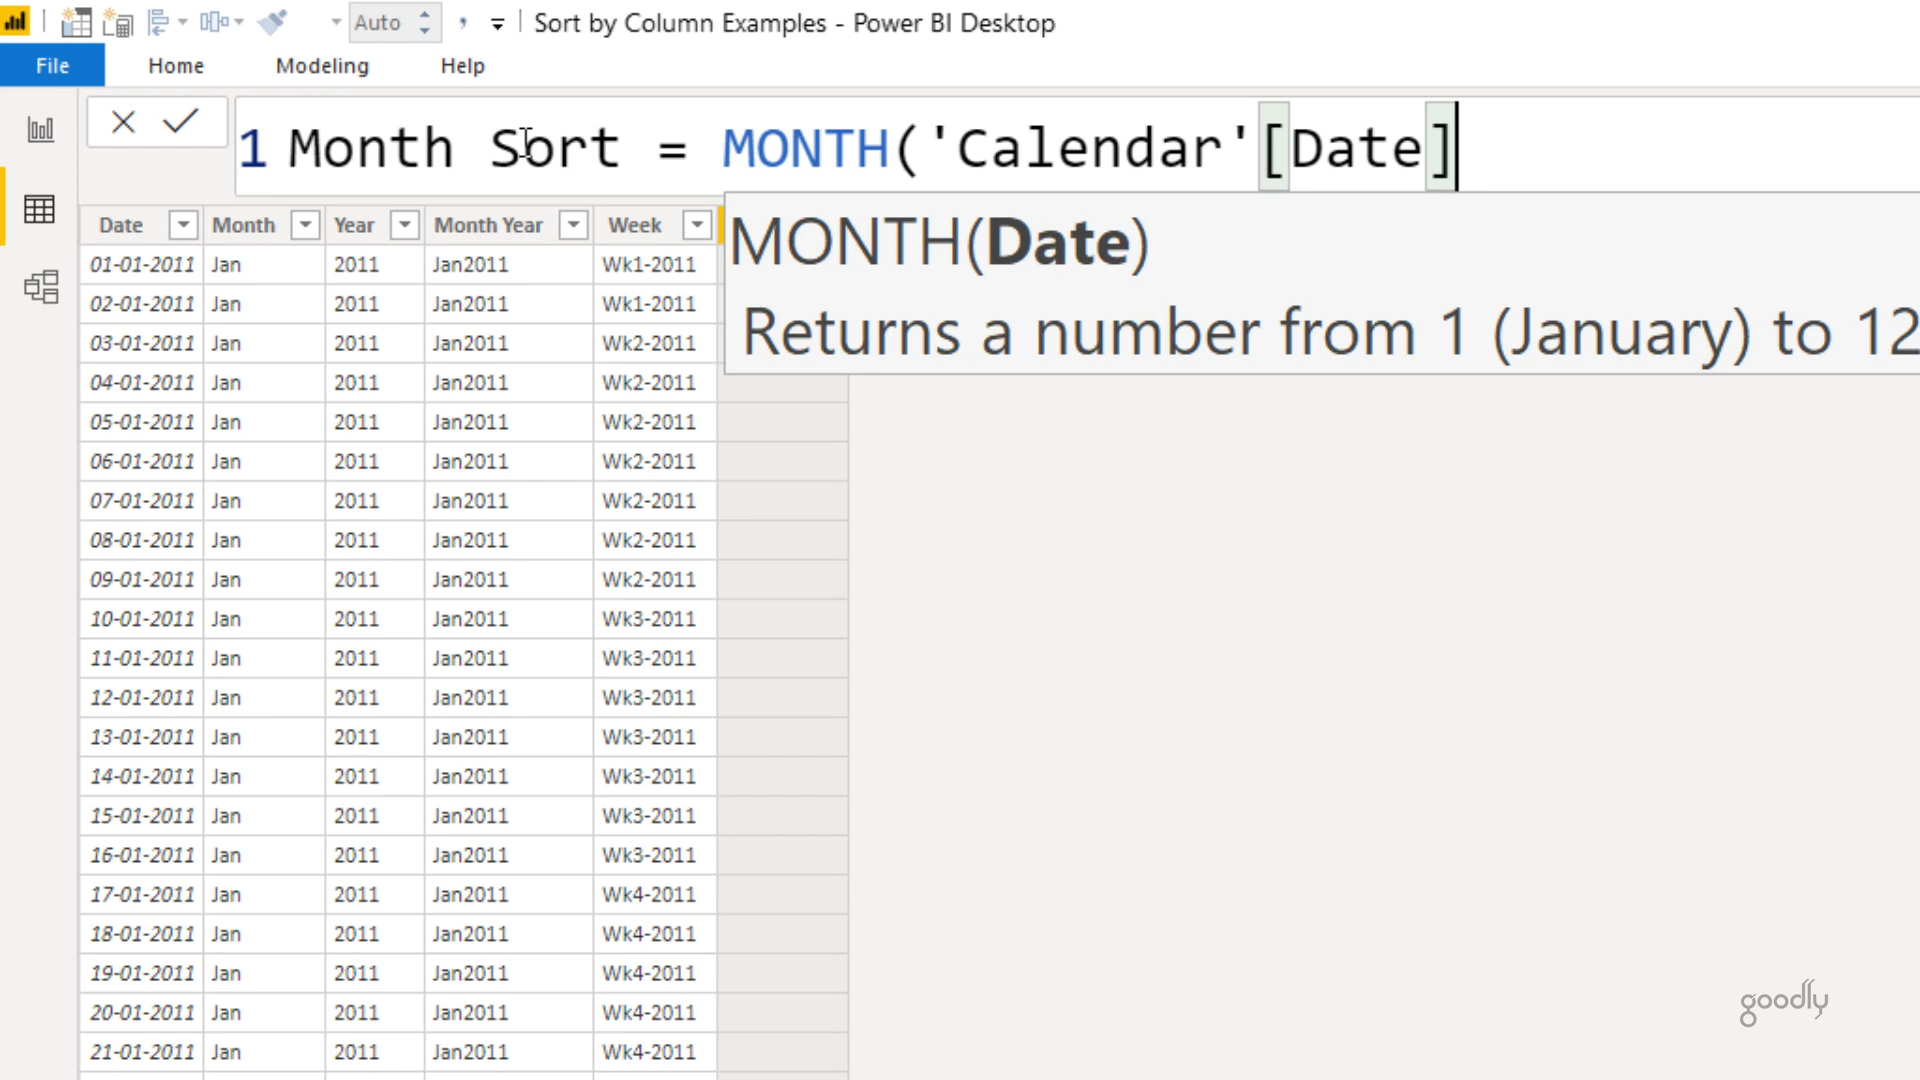 Auto
Sort by Column Examples - Power BI Desktop
File Home Modeling Help
1 Month Sort = MONTH('Calendar'[Date]
MONTH(Date)
Returns a number from 1 (January) to 12
Date Month Year Month Year Week
01-01-2011 Jan 2011 Jan2011 Wk1-2011
02-01-2011 Jan 2011 Jan2011 Wk1-2011
03-01-2011 Jan 2011 Jan2011 Wk2-2011
04-01-2011 Jan 2011 Jan2011 Wk2-2011
05-01-2011 Jan 2011 Jan2011 Wk2-2011
06-01-2011 Jan 2011 Jan2011 Wk2-2011
07-01-2011 Jan 2011 Jan2011 Wk2-2011
08-01-2011 Jan 2011 Jan2011 Wk2-2011
09-01-2011 Jan 2011 Jan2011 Wk2-2011
10-01-2011 Jan 2011 Jan2011 Wk3-2011
11-01-2011 Jan 2011 Jan2011 Wk3-2011
12-01-2011 Jan 2011 Jan2011 Wk3-2011
13-01-2011 Jan 2011 Jan2011 Wk3-2011
14-01-2011 Jan 2011 Jan2011 Wk3-2011
15-01-2011 Jan 2011 Jan2011 Wk3-2011
16-01-2011 Jan 2011 Jan2011 Wk3-2011
17-01-2011 Jan 2011 Jan2011 Wk4-2011
18-01-2011 Jan 2011 Jan2011 Wk4-2011
19-01-2011 Jan 2011 Jan2011 Wk4-2011
20-01-2011 Jan 2011 Jan2011 Wk4-2011
21-01-2011 Jan 2011 Jan2011 Wk4-2011
goodly